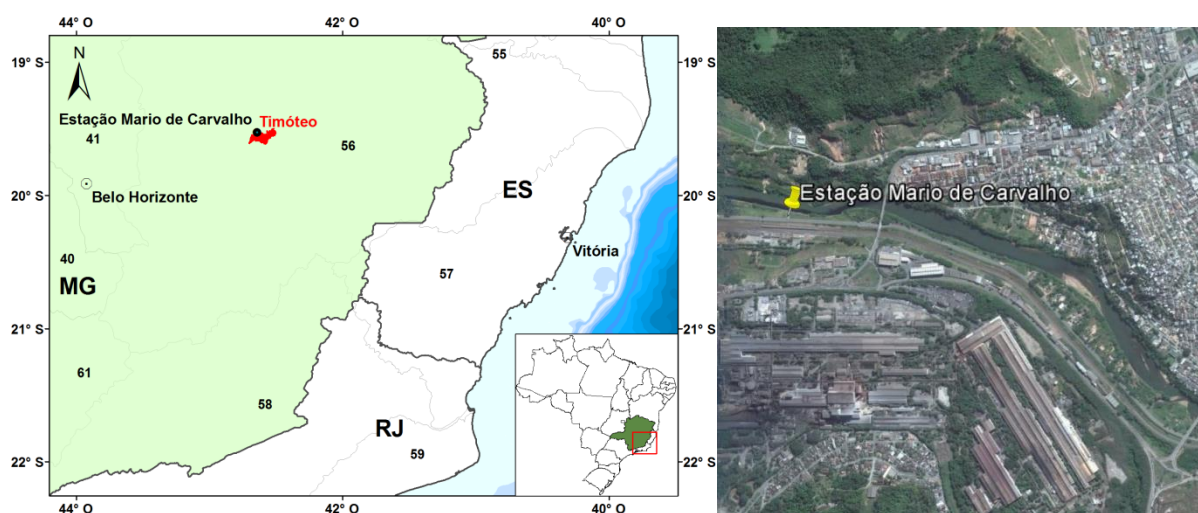 44° O
42° O
40° O
19° S
20° S
21° S
22° S
N
55
Estação Mario de Carvalho
Timóteo
41
56
Belo Horizonte
ES
40
MG
57
Vitória
61
58
RJ
59
19° S
20° S
21° S
22° S
44° O
42° O
40° O
Estação Mario de Carvalho